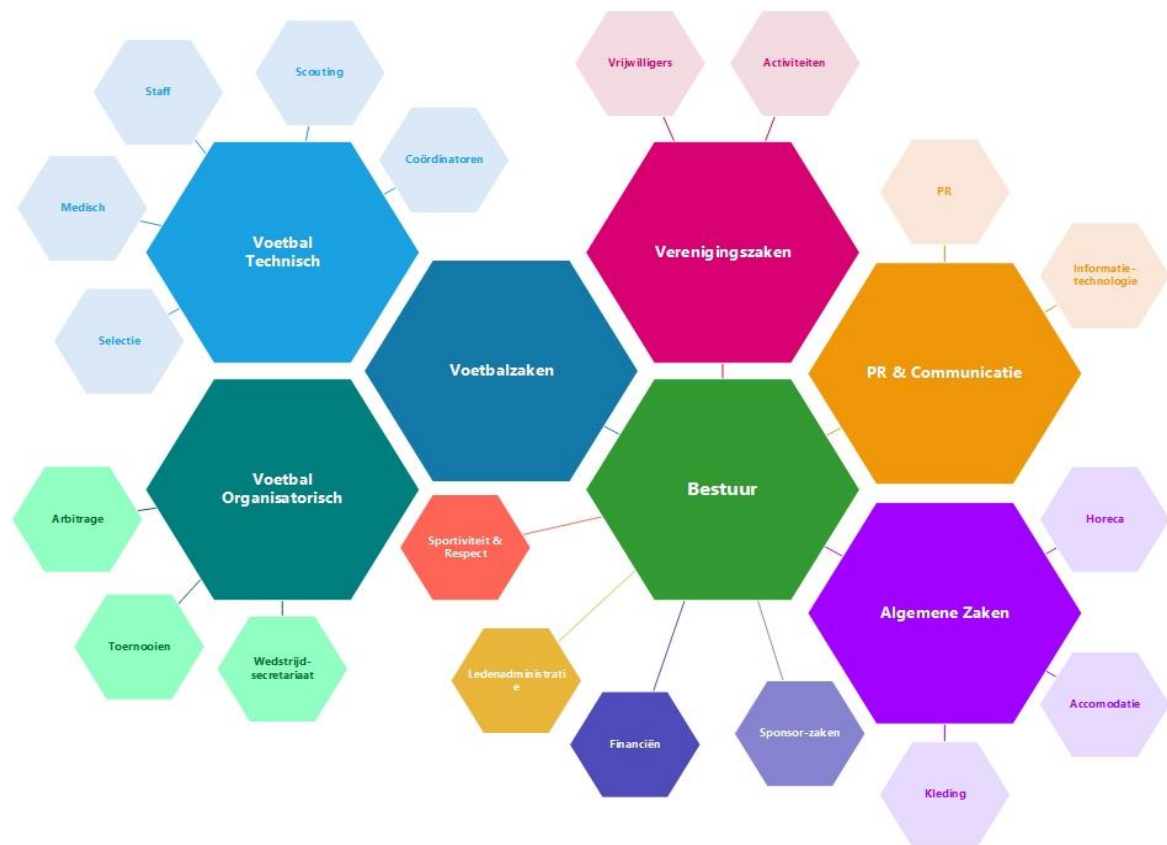 Scouting
Staff
Vrijwilligers
Activiteiten
Coördinatoren
Medisch
PR
Voetbal
Technisch
Verenigingszaken
Informatie-
technologie
Selectie
Voetbalzaken
PR & Communicatie
Voetbal
Organisatorisch
Bestuur
Arbitrage
Sportiviteit &
Respect
Horeca
Algemene Zaken
Toernooien
Wedstrijd-
secretariaat
Ledenadministrati
e
Accomodatie
Financiën
Sponsor-zaken
Kleding